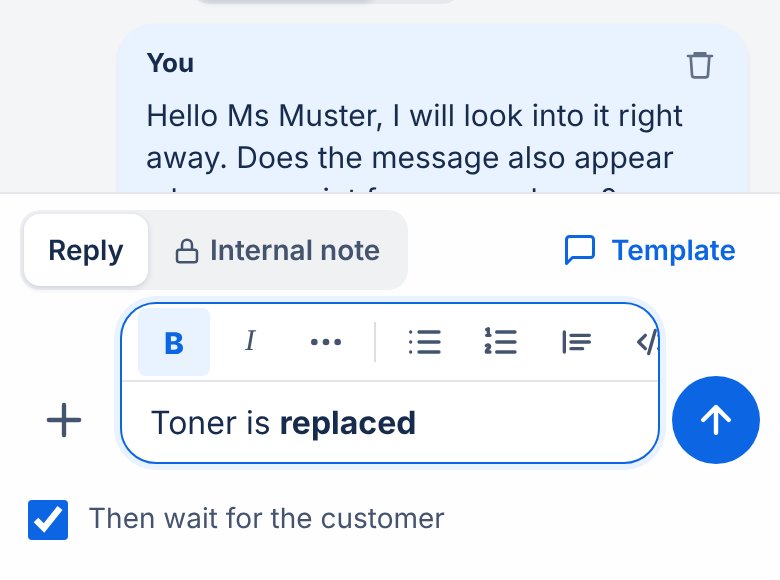 You
Hello Ms Muster, I will look into it right
away. Does the message also appear
Reply
Internal note
Template
B I
Toner is replaced
Then wait for the customer